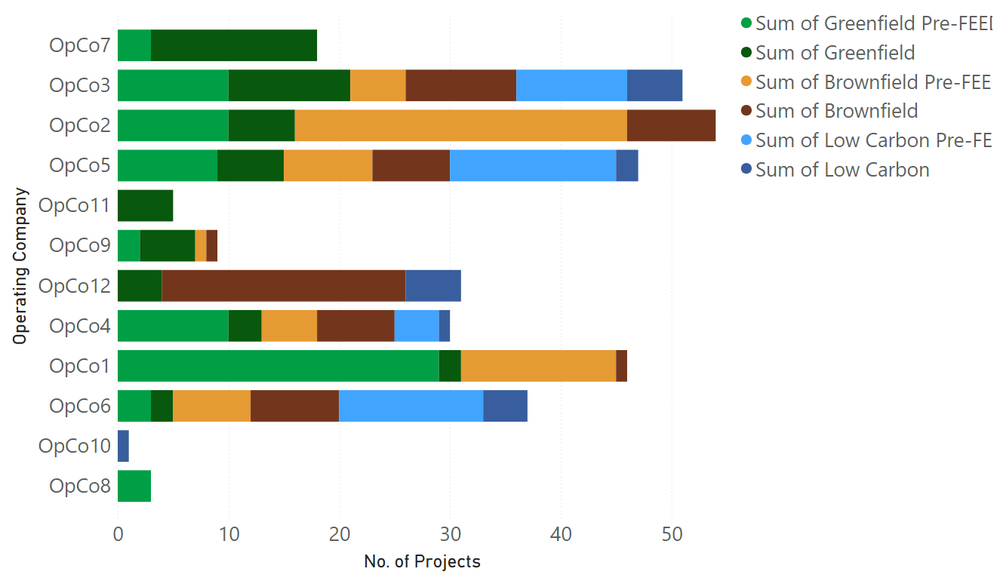 OpCo7
OpCo3
OpCo2
OpCo5
OpCo11
OpCo9
OpCo12
OpCo4
OpCo1
OpCo6
OpCo10
OpCo8
Operating Company
0 10 20 30 40 50
No. of Projects
Sum of Greenfield Pre-FEE
Sum of Greenfield
Sum of Brownfield Pre-FEE
Sum of Brownfield
Sum of Low Carbon Pre-FE
Sum of Low Carbon